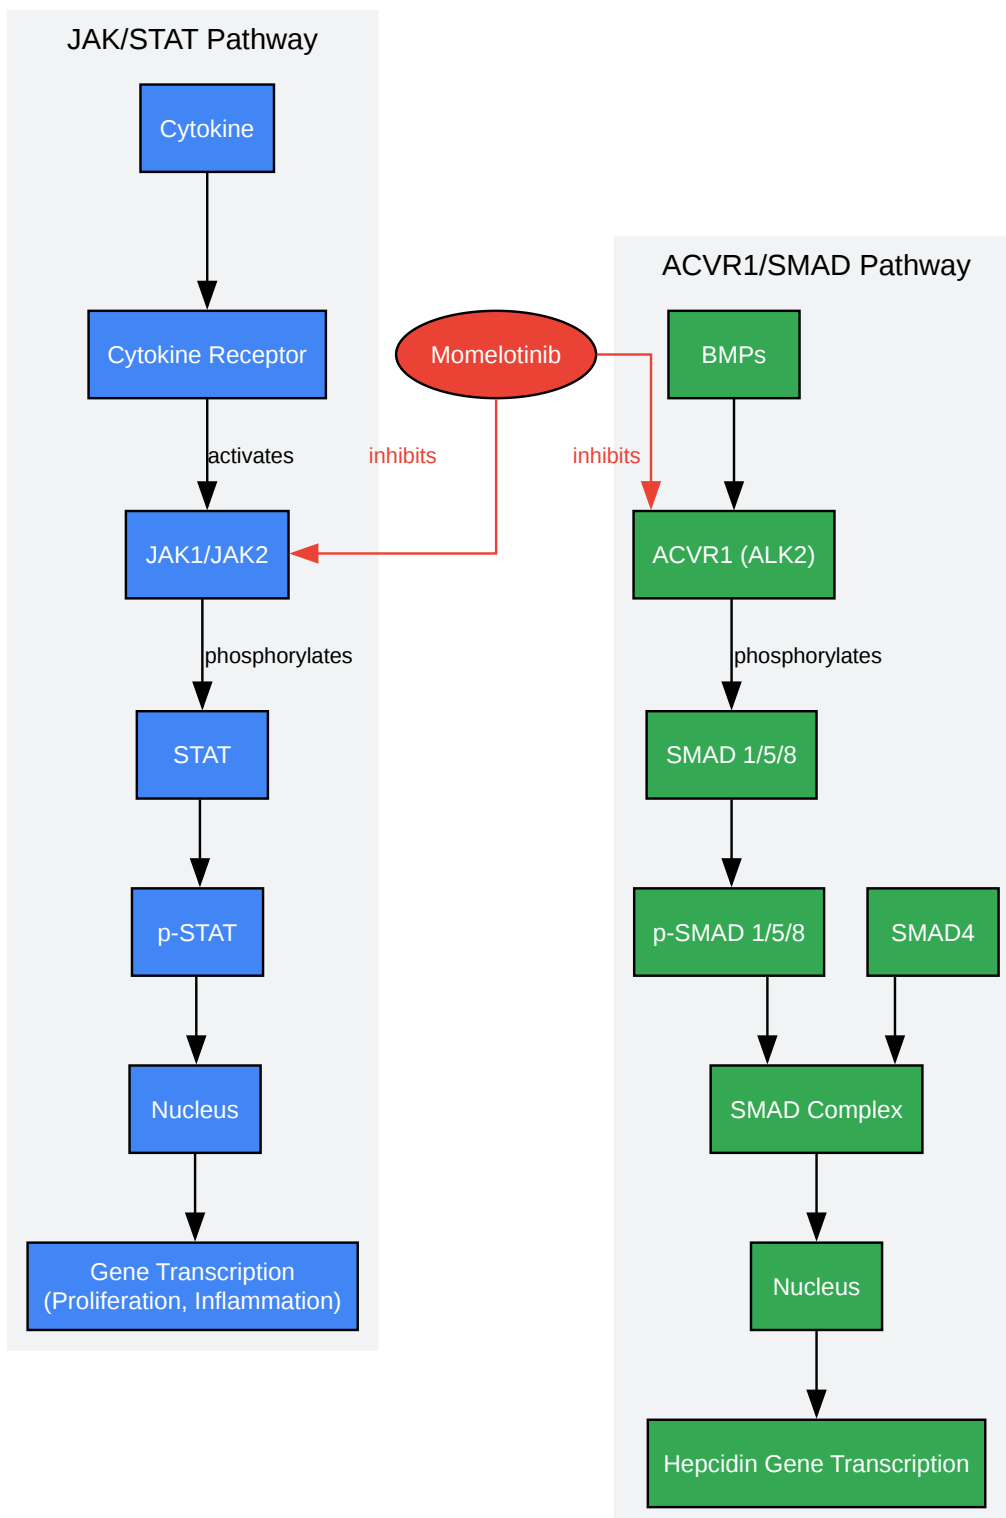 JAK/STAT Pathway
Cytokine
Cytokine Receptor
activates
JAK1/JAK2
phosphorylates
STAT
p-STAT
Nucleus
Gene Transcription
(Proliferation, Inflammation)
Momelotinib
inhibits
inhibits
ACVR1/SMAD Pathway
BMPs
ACVR1 (ALK2)
phosphorylates
SMAD 1/5/8
p-SMAD 1/5/8
SMAD4
SMAD Complex
Nucleus
Hepcidin Gene Transcription